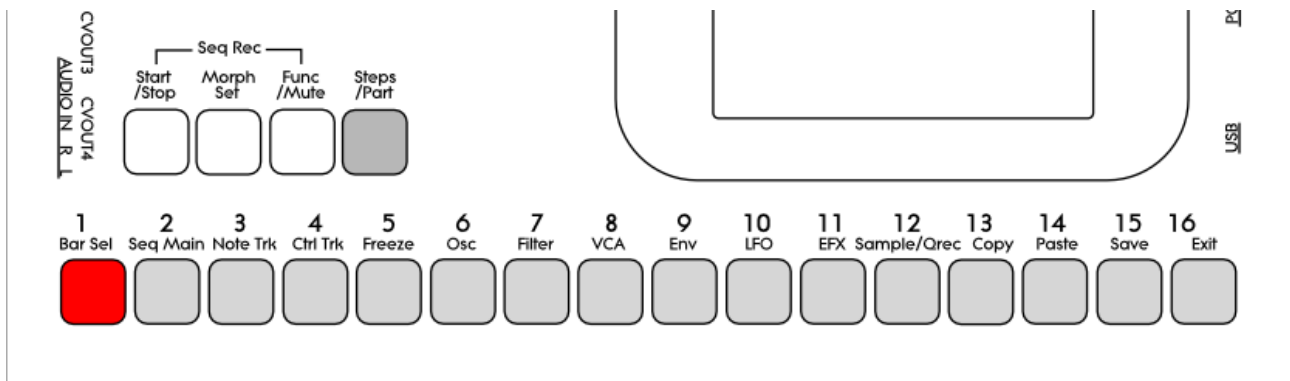 CVOUT3 CVOUT4
AUDIO IN R L
Seq Rec
Start Morph Func Steps
/Stop Set /Mute /Part
USB
1 2 3 4 5 6 7 8 9 10 11 12 13 14 15 16
Bar Sel Seq Main Note Trk Ctrl Trk Freeze Osc Filter VCA Env LFO EFX Sample/Qrec Copy Paste Save Exit